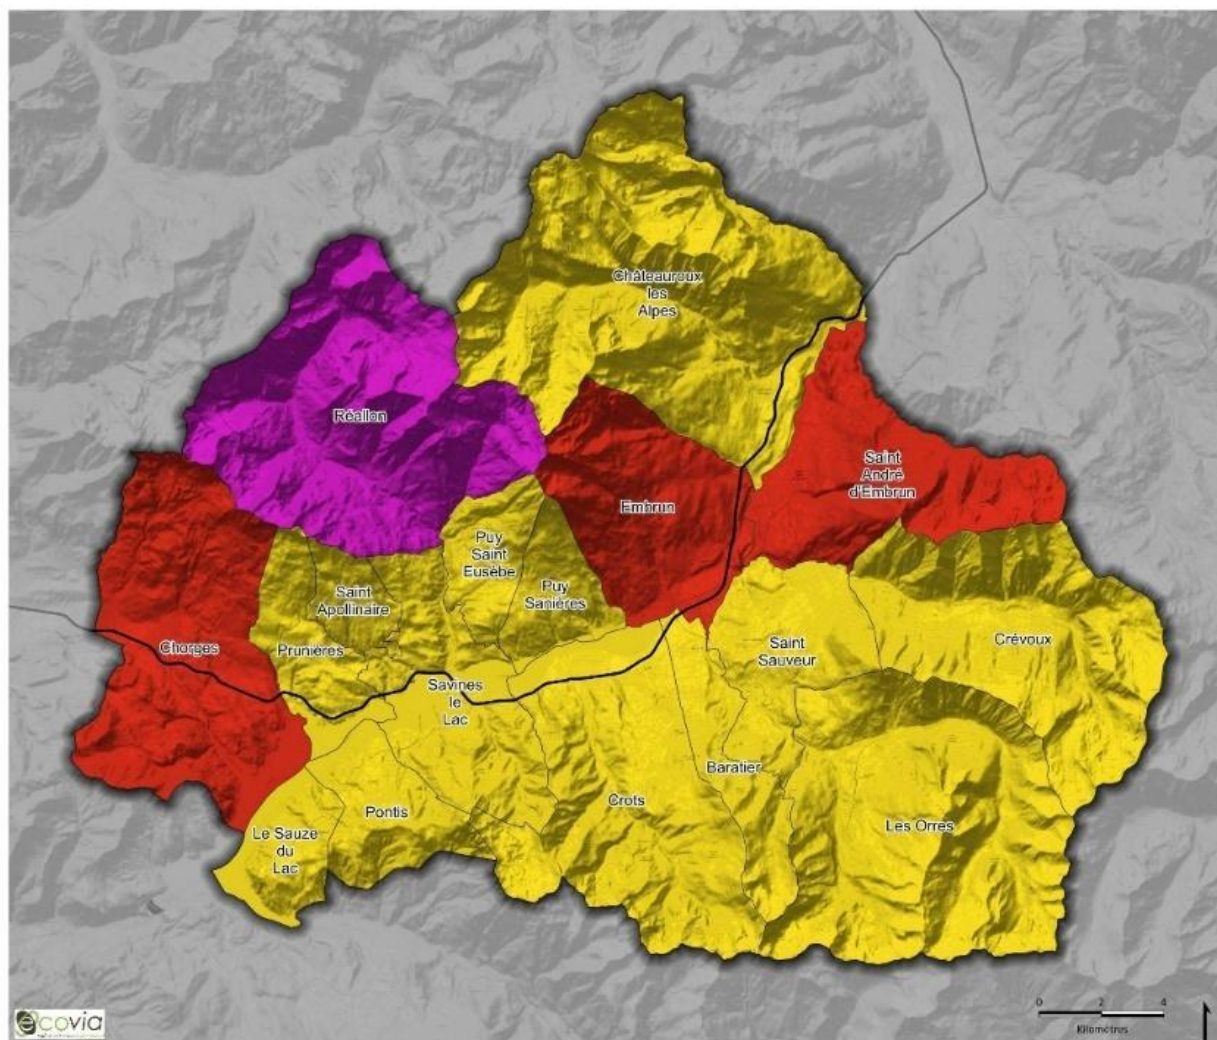 Châteauroux
les
Alpes
Réallon
Saint
André
d'Embrun
Embrun
Puy
Saint
Eusèbe
Puy
Sanières
Saint
Apollinaire
Chorges
Prunières
Saint
Sauveur
Crévoux
Savines
le
Lac
Baratier
Crots
Pontis
Les Orres
Le Sauze
du
Lac
0 2 4
Kilomètres
ecovia